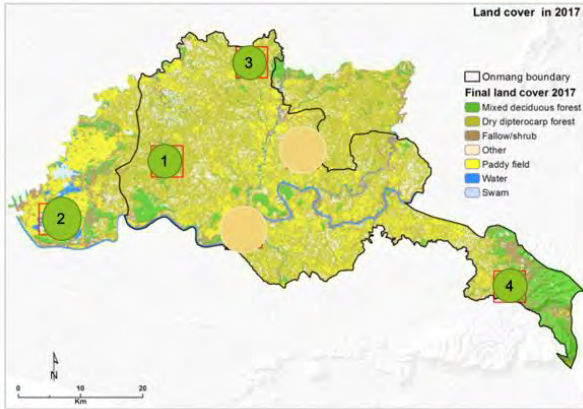 Land cover in 2017
3
Onmang boundary
Final land cover 2017
Mixed deciduous forest
Dry dipterocarp forest
Fallow/shrub
Other
Paddy field
Water
Swam
1
2
4
N
0 10 20
Km